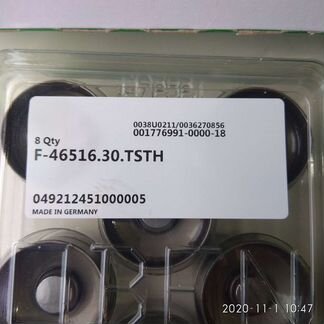 0038U0211/0036270856
001776991-0000-18
8 Qty
F-46516.30.TSTH
049212451000005
MADE IN GERMANY
2020-11-1 10:47